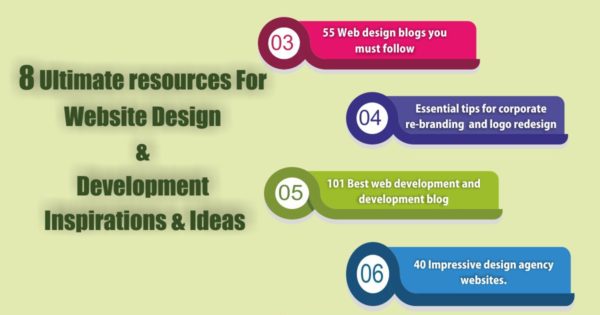 8 Ultimate resources For
Website Design
&
Development
Inspirations & Ideas
03
55 Web design blogs you
must follow
04
Essential tips for corporate
re-branding and logo redesign
05
101 Best web development and
development blog
06
40 Impressive design agency
websites.